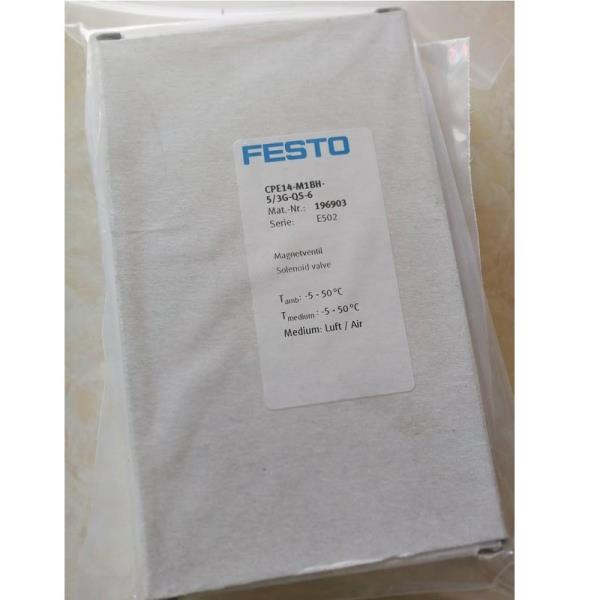 FESTO
CPE14-M1BH-
5/3G-QS-6
Mat.-Nr.: 196903
Serie: E502
Magnetventil
Solenoid valve
Tamb: -5 - 50 °C
Tmedium: -5 - 50 °C
Medium: Luft / Air